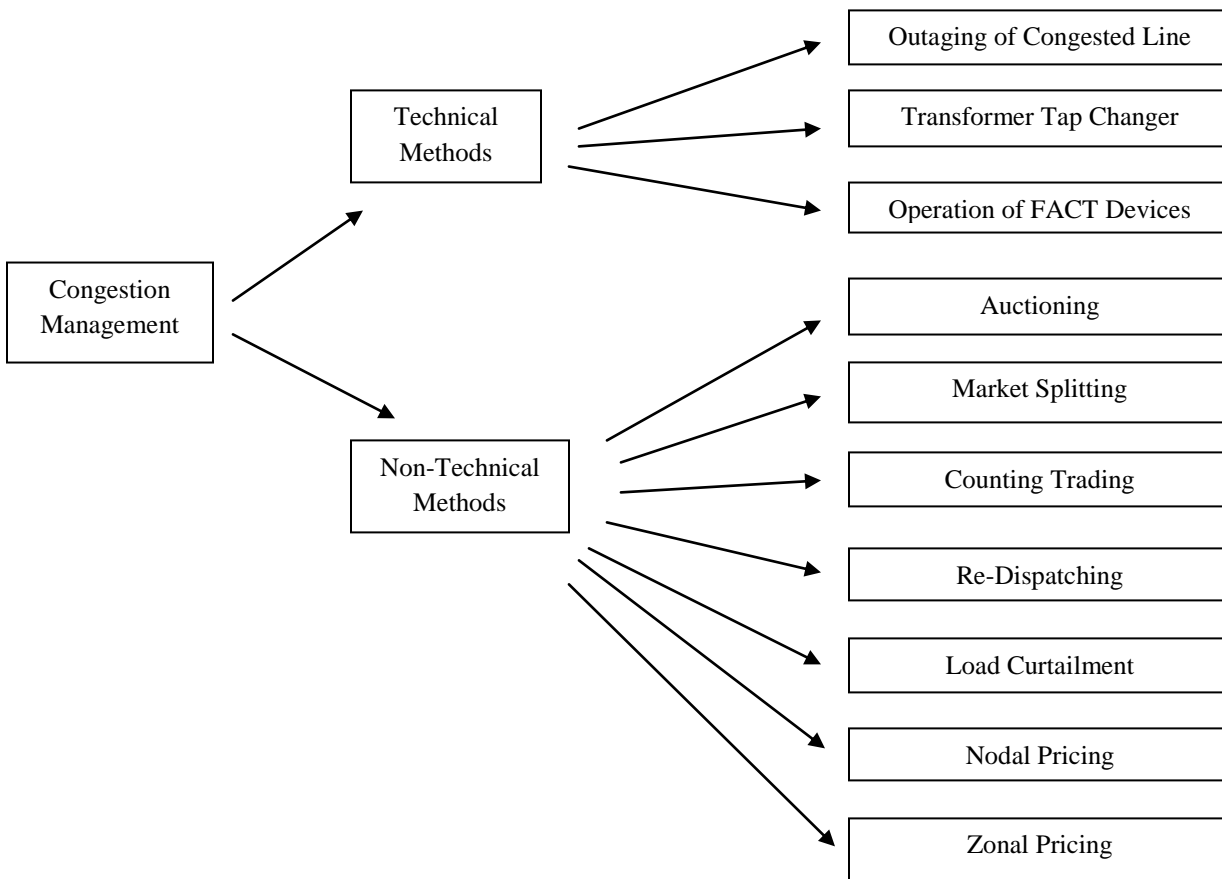 Congestion
Management
Technical
Methods
Outaging of Congested Line
Transformer Tap Changer
Operation of FACT Devices
Non-Technical
Methods
Auctioning
Market Splitting
Counting Trading
Re-Dispatching
Load Curtailment
Nodal Pricing
Zonal Pricing